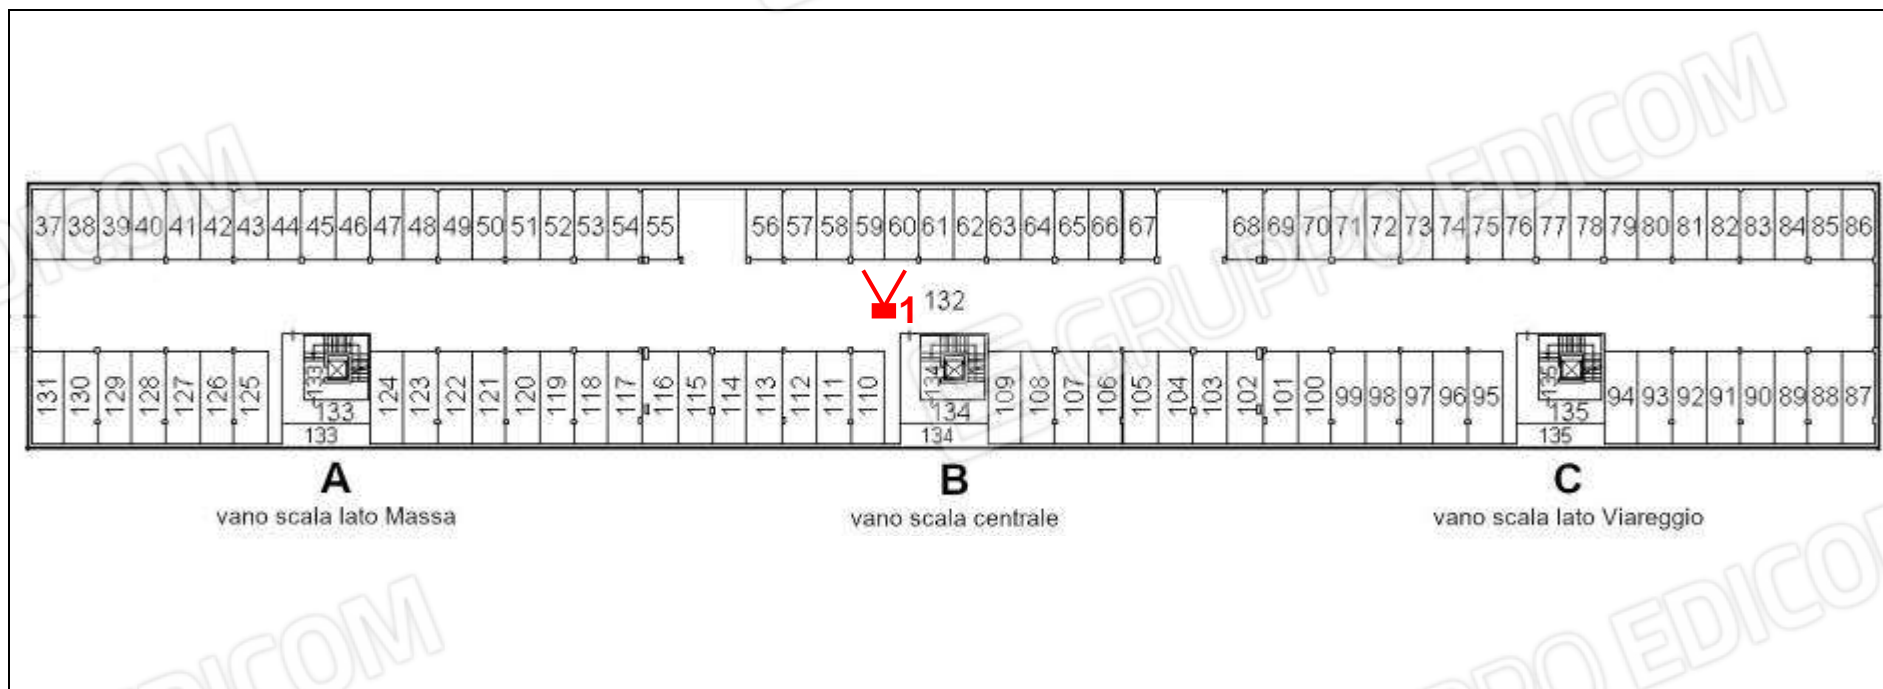 GRUPPO EDICOM
EDICOM
37 38 39 40 41 42 43 44 45 46 47 48 49 50 51 52 53 54 55 56 57 58 59 60 61 62 63 64 65 66 67 68 69 70 71 72 73 74 75 76 77 78 79 80 81 82 83 84 85 86
1 132
131 130 129 128 127 126 125 133 124 123 122 121 120 119 118 117 116 115 114 113 112 111 110 134 109 108 107 106 105 104 103 102 101 100 99 98 97 96 95 135 94 93 92 91 90 89 88 87
133 134 135
133 134 135
A B C
vano scala lato Massa vano scala centrale vano scala lato Viareggio
EDICOM
GRUPPO EDICOM